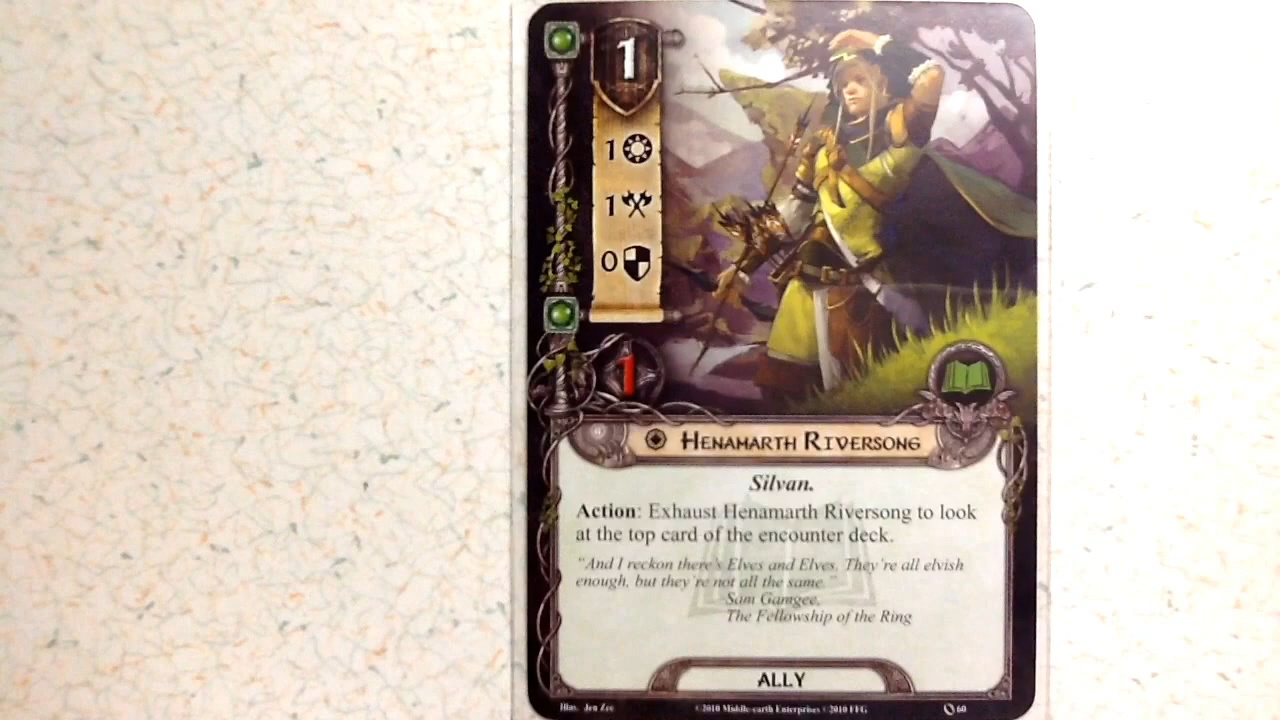 1
1
1
0
1
HENAMARTH RIVERSONG
Silvan.
Action: Exhaust Henamarth Riversong to look
at the top card of the encounter deck.
"And I reckon there's Elves and Elves. They're all elvish
enough, but they're not all the same."
-Sam Gamgee,
The Fellowship of the Ring
ALLY
Illus. Jen Zee
©2010 Middle-earth Enterprises ©2010 FFG
60